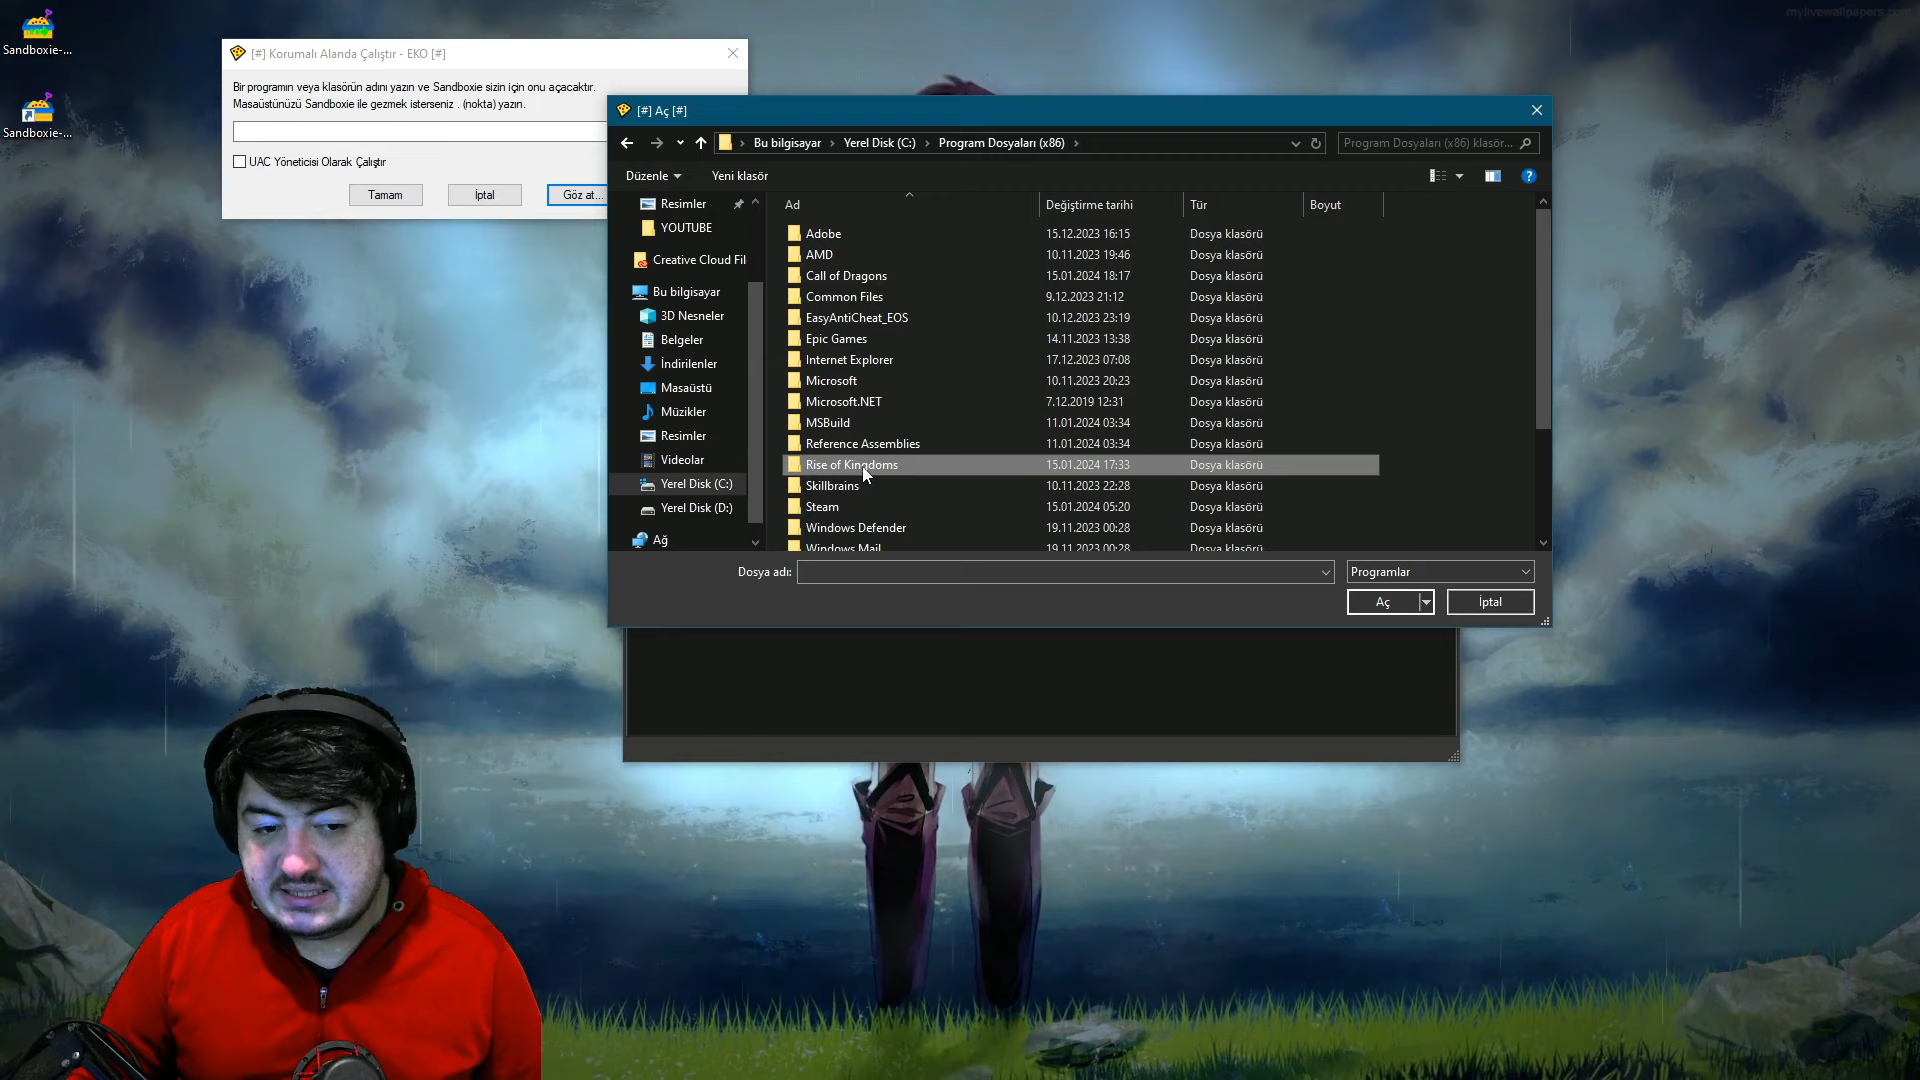 mylivewallpapers.com
Sandboxie-...
Sandboxie-...
[#] Korumalı Alanda Çalıştır - EKO [#]
Bir programın veya klasörün adını yazın ve Sandboxie sizin için onu açacaktır.
Masaüstünüzü Sandboxie ile gezmek isterseniz . (nokta) yazın.
UAC Yöneticisi Olarak Çalıştır
Tamam
İptal
Göz at...
[#] Aç [#]
Bu bilgisayar › Yerel Disk (C:) › Program Dosyaları (x86) ›
Program Dosyaları (x86) klasör...
Düzenle
Yeni klasör
Resimler
YOUTUBE
Creative Cloud Fil
Bu bilgisayar
3D Nesneler
Belgeler
İndirilenler
Masaüstü
Müzikler
Resimler
Videolar
Yerel Disk (C:)
Yerel Disk (D:)
Ağ
Ad Değiştirme tarihi Tür Boyut
Adobe 15.12.2023 16:15 Dosya klasörü
AMD 10.11.2023 19:46 Dosya klasörü
Call of Dragons 15.01.2024 18:17 Dosya klasörü
Common Files 9.12.2023 21:12 Dosya klasörü
EasyAntiCheat_EOS 10.12.2023 23:19 Dosya klasörü
Epic Games 14.11.2023 13:38 Dosya klasörü
Internet Explorer 17.12.2023 07:08 Dosya klasörü
Microsoft 10.11.2023 20:23 Dosya klasörü
Microsoft.NET 7.12.2019 12:31 Dosya klasörü
MSBuild 11.01.2024 03:34 Dosya klasörü
Reference Assemblies 11.01.2024 03:34 Dosya klasörü
Rise of Kingdoms 15.01.2024 17:33 Dosya klasörü
Skillbrains 10.11.2023 22:28 Dosya klasörü
Steam 15.01.2024 05:20 Dosya klasörü
Windows Defender 19.11.2023 00:28 Dosya klasörü
Windows Mail 19.11.2023 00:28 Dosya klasörü
Dosya adı:
Programlar
Aç
İptal